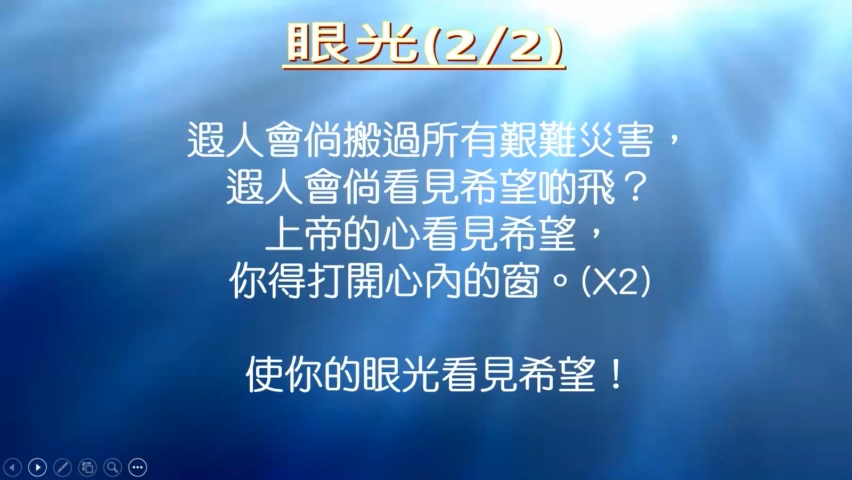 眼光(2/2)
遐人會倘搬過所有艱難災害，
遐人會倘看見希望啲飛？
上帝的心看見希望，
你得打開心內的窗。(X2)
使你的眼光看見希望！